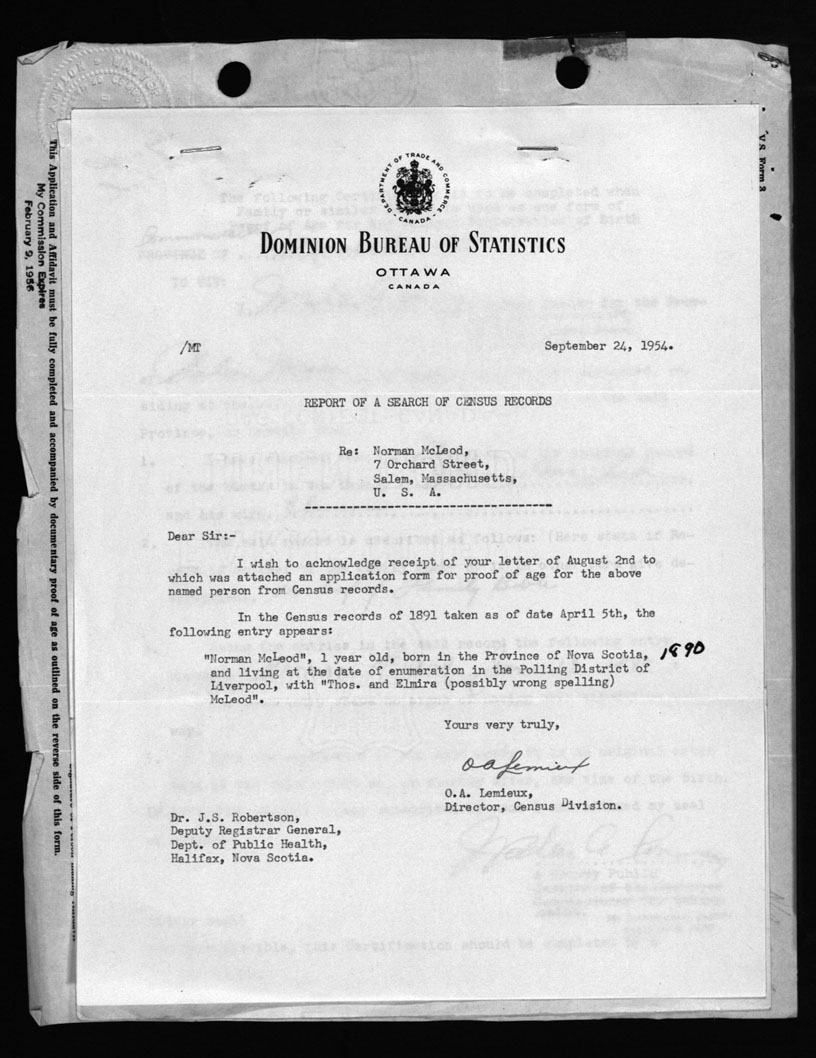 DEPARTMENT OF TRADE AND COMMERCE
CANADA
DOMINION BUREAU OF STATISTICS
OTTAWA
CANADA
/MT
September 24, 1954.
REPORT OF A SEARCH OF CENSUS RECORDS
Re: Norman McLeod,
7 Orchard Street,
Salem, Massachusetts,
U. S. A.
Dear Sir:-
I wish to acknowledge receipt of your letter of August 2nd to
which was attached an application form for proof of age for the above
named person from Census records.
In the Census records of 1891 taken as of date April 5th, the
following entry appears:
"Norman McLeod", 1 year old, born in the Province of Nova Scotia, 1890
and living at the date of enumeration in the Polling District of
Liverpool, with "Thos. and Elmira (possibly wrong spelling)
McLeod".
Yours very truly,
O A Lemieux
O.A. Lemieux,
Director, Census Division.
Dr. J.S. Robertson,
Deputy Registrar General,
Dept. of Public Health,
Halifax, Nova Scotia.
This Application and Affidavit must be fully completed and accompanied by documentary proof of age as outlined on the reverse side of this form.
My Commission Expires
February 9, 1956
V.S. Form 3